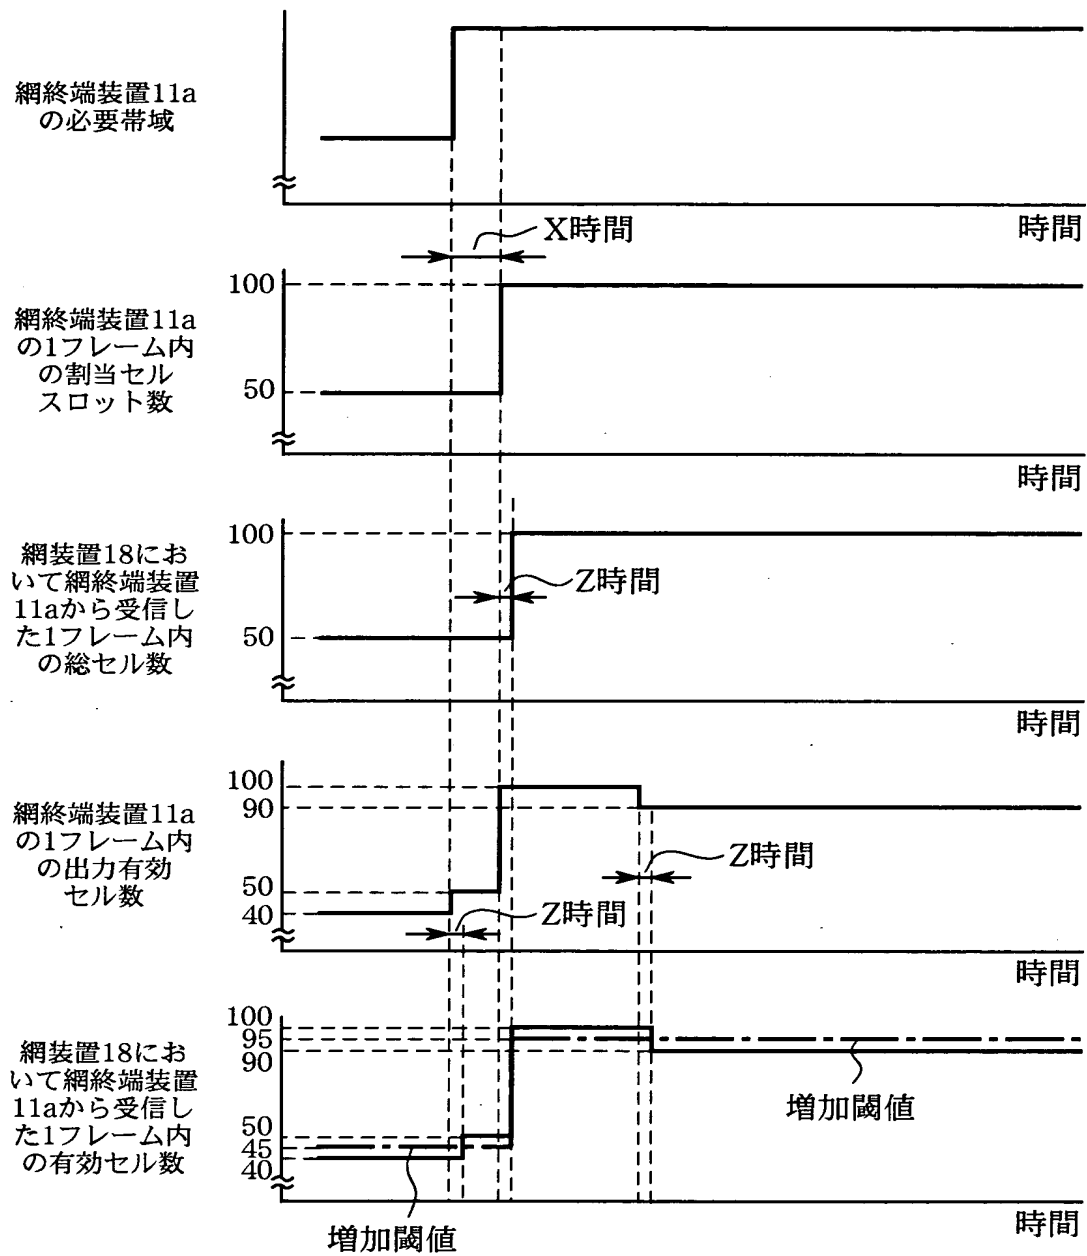 網終端装置11a
の必要帯域
時間
X時間
網終端装置11a
の1フレーム内
の割当セル
スロット数
100
50
時間
網装置18にお
いて網終端装置
11aから受信し
た1フレーム内
の総セル数
100
50
Z時間
時間
網終端装置11a
の1フレーム内
の出力有効
セル数
100
90
50
40
Z時間
Z時間
時間
網装置18にお
いて網終端装置
11aから受信し
た1フレーム内
の有効セル数
100
95
90
50
45
40
増加閾値
増加閾値
時間